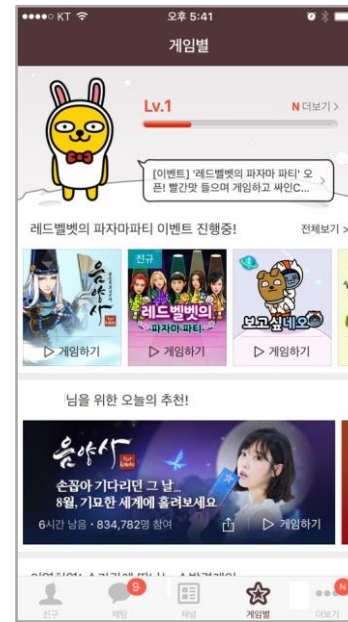 KT 오후 5:41
게임별
Lv.1
N 더보기 >
[이벤트] '레드벨벳의 파자마 파티' 오
픈! 빨간맛 들으며 게임하고 싸인C...
레드벨벳의 파자마파티 이벤트 진행중!
전체보기 >
음양사
for kakao
신규
레드벨벳의
파자마 파티
보고싶네오
▷ 게임하기
▷ 게임하기
▷ 게임하기
님을 위한 오늘의 추천!
음양사
for kakao
손꼽아 기다리던 그 날_
8월, 기묘한 세계에 홀려보세요
6시간 남음 · 834,782명 참여
▷ 게임하기
친구
9
채팅
채널
게임별
N
더보기